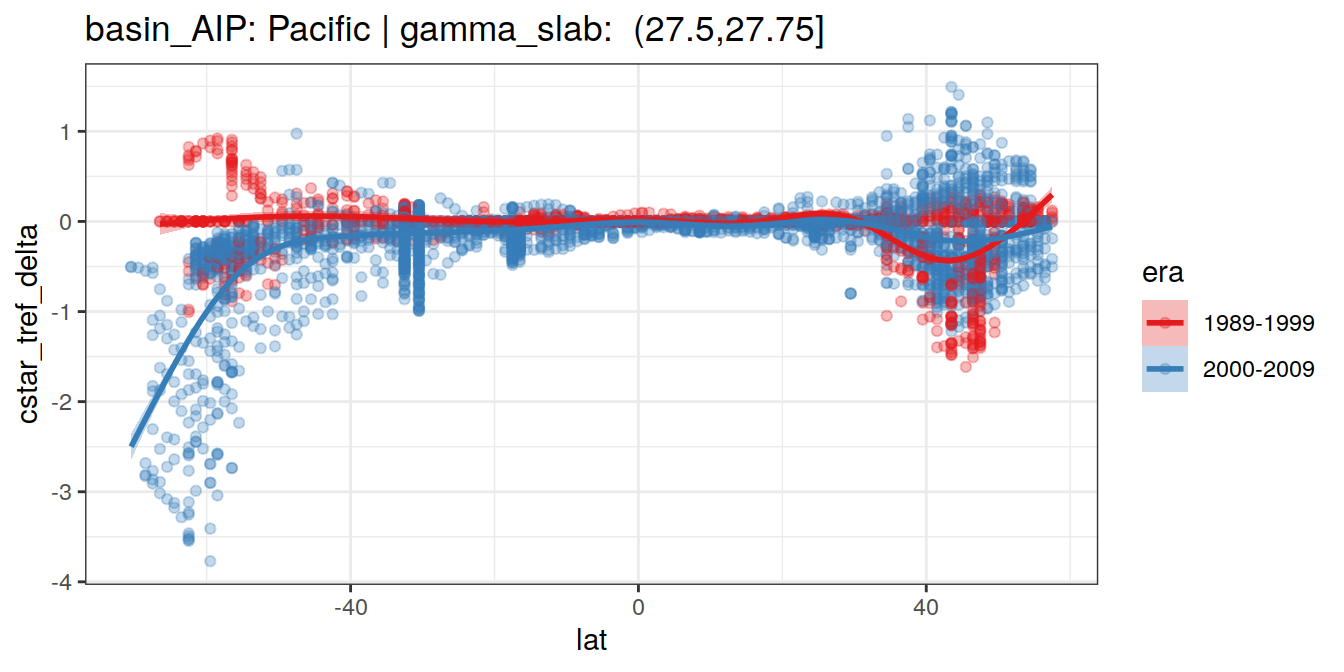 basin_AIP: Pacific | gamma_slab:  (27.5,27.75]
cstar_tref_delta
1
0
-1
-2
-3
-4
-40
0
40
lat
era
1989-1999
2000-2009